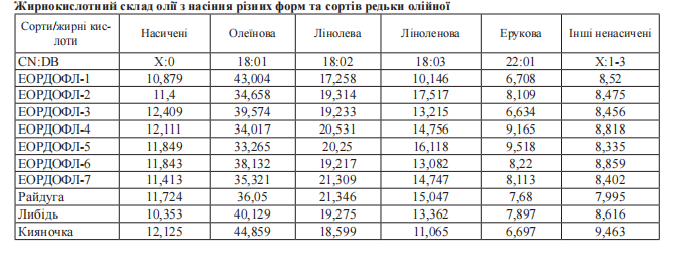 Жирнокислотний склад олії з насіння різних форм та сортів редьки олійної
Сорти/жирні кис-
лоти Насичені Олеїнова Лінолева Ліноленова Ерукова Інші ненасичені
CN:DB X:0 18:01 18:02 18:03 22:01 X:1-3
ЕОРДОФЛ-1 10,879 43,004 17,258 10,146 6,708 8,52
ЕОРДОФЛ-2 11,4 34,658 19,314 17,517 8,109 8,475
ЕОРДОФЛ-3 12,409 39,574 19,233 13,215 6,634 8,456
ЕОРДОФЛ-4 12,111 34,017 20,531 14,756 9,165 8,818
ЕОРДОФЛ-5 11,849 33,265 20,25 16,118 9,518 8,335
ЕОРДОФЛ-6 11,843 38,132 19,217 13,082 8,22 8,859
ЕОРДОФЛ-7 11,413 35,321 21,309 14,747 8,113 8,402
Райдуга 11,724 36,05 21,346 15,047 7,68 7,995
Либідь 10,353 40,129 19,275 13,362 7,897 8,616
Кияночка 12,125 44,859 18,599 11,065 6,697 9,463